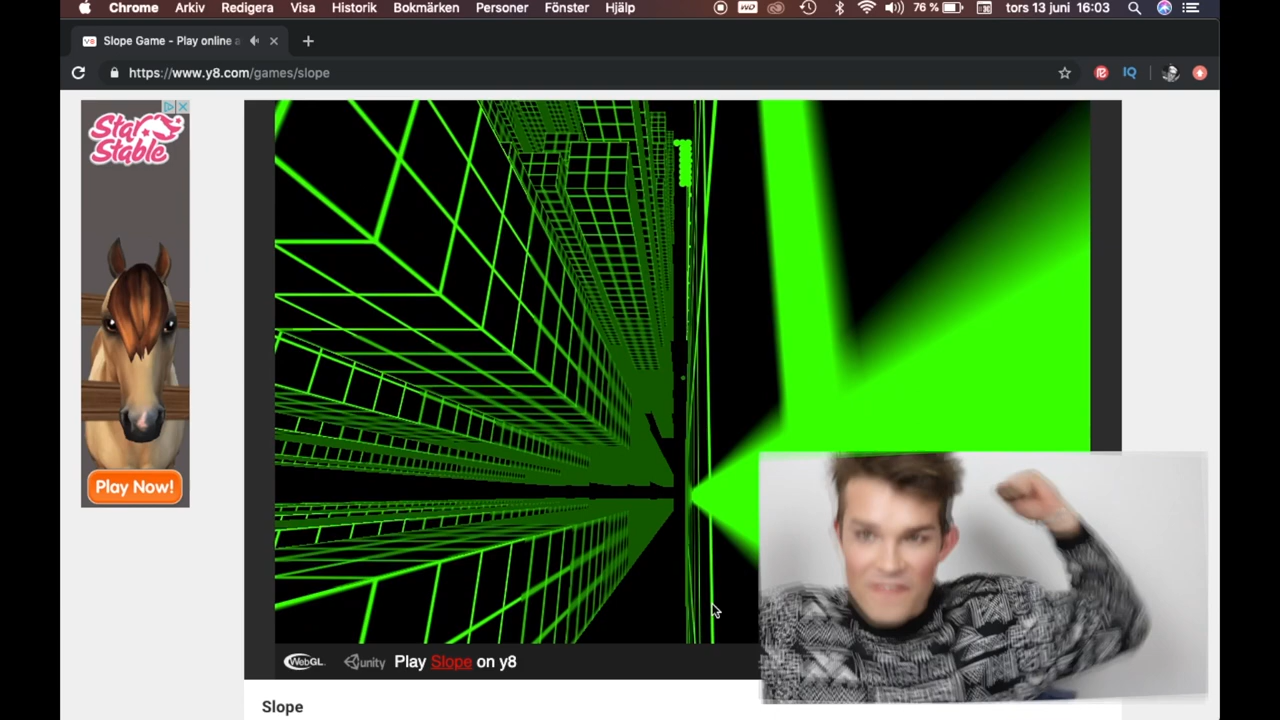 Chrome Arkiv Redigera Visa Historik Bokmärken Personer Fönster Hjälp 76 % tors 13 juni 16:03
Slope Game - Play online a
https://www.y8.com/games/slope
Star
Stable
Play Now!
WebGL unity Play Slope on y8
Slope